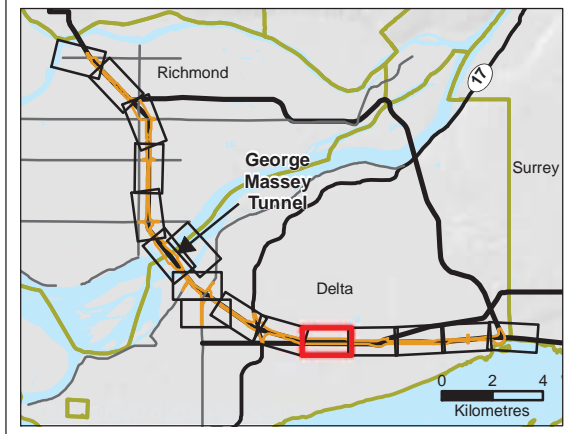 Richmond
17
George
Massey
Tunnel
Surrey
Delta
0 2 4
Kilometres